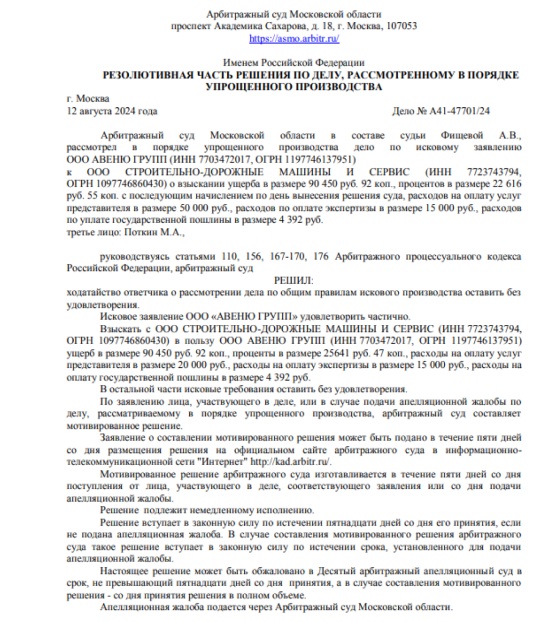 Арбитражный суд Московской области
проспект Академика Сахарова, д. 18, г. Москва, 107053
https://asmo.arbitr.ru/
Именем Российской Федерации
РЕЗОЛЮТИВНАЯ ЧАСТЬ РЕШЕНИЯ ПО ДЕЛУ, РАССМОТРЕННОМУ В ПОРЯДКЕ
УПРОЩЕННОГО ПРОИЗВОДСТВА
г. Москва
12 августа 2024 года Дело № А41-47701/24
Арбитражный суд Московской области в составе судьи Фищевой А.В.,
рассмотрел в порядке упрощенного производства дело по исковому заявлению
ООО АВЕНЮ ГРУПП (ИНН 7703472017, ОГРН 1197746137951)
к ООО СТРОИТЕЛЬНО-ДОРОЖНЫЕ МАШИНЫ И СЕРВИС (ИНН 7723743794,
ОГРН 1097746860430) о взыскании ущерба в размере 90 450 руб. 92 коп., процентов в размере 22 616
руб. 55 коп. с последующим начислением по день вынесения решения суда, расходов на оплату услуг
представителя в размере 50 000 руб., расходов по оплате экспертизы в размере 15 000 руб., расходов
по уплате государственной пошлины в размере 4 392 руб.
третье лицо: Поткин М.А.,
руководствуясь статьями 110, 156, 167-170, 176 Арбитражного процессуального кодекса
Российской Федерации, арбитражный суд
РЕШИЛ:
ходатайство ответчика о рассмотрении дела по общим правилам искового производства оставить без
удовлетворения.
Исковое заявление ООО «АВЕНЮ ГРУПП» удовлетворить частично.
Взыскать с ООО СТРОИТЕЛЬНО-ДОРОЖНЫЕ МАШИНЫ И СЕРВИС (ИНН 7723743794,
ОГРН 1097746860430) в пользу ООО АВЕНЮ ГРУПП (ИНН 7703472017, ОГРН 1197746137951)
ущерб в размере 90 450 руб. 92 коп., проценты в размере 25641 руб. 47 коп., расходы на оплату услуг
представителя в размере 20 000 руб., расходы на оплату экспертизы в размере 15 000 руб., расходы на
оплату государственной пошлины в размере 4 392 руб.
В остальной части исковые требования оставить без удовлетворения.
По заявлению лица, участвующего в деле, или в случае подачи апелляционной жалобы по
делу, рассматриваемому в порядке упрощенного производства, арбитражный суд составляет
мотивированное решение.
Заявление о составлении мотивированного решения может быть подано в течение пяти дней
со дня размещения решения на официальном сайте арбитражного суда в информационно-
телекоммуникационной сети "Интернет" http://kad.arbitr.ru/.
Мотивированное решение арбитражного суда изготавливается в течение пяти дней со дня
поступления от лица, участвующего в деле, соответствующего заявления или со дня подачи
апелляционной жалобы.
Решение подлежит немедленному исполнению.
Решение вступает в законную силу по истечении пятнадцати дней со дня его принятия, если
не подана апелляционная жалоба. В случае составления мотивированного решения арбитражного
суда такое решение вступает в законную силу по истечении срока, установленного для подачи
апелляционной жалобы.
Настоящее решение может быть обжаловано в Десятый арбитражный апелляционный суд в
срок, не превышающий пятнадцати дней со дня принятия, а в случае составления мотивированного
решения - со дня принятия решения в полном объеме.
Апелляционная жалоба подается через Арбитражный суд Московской области.